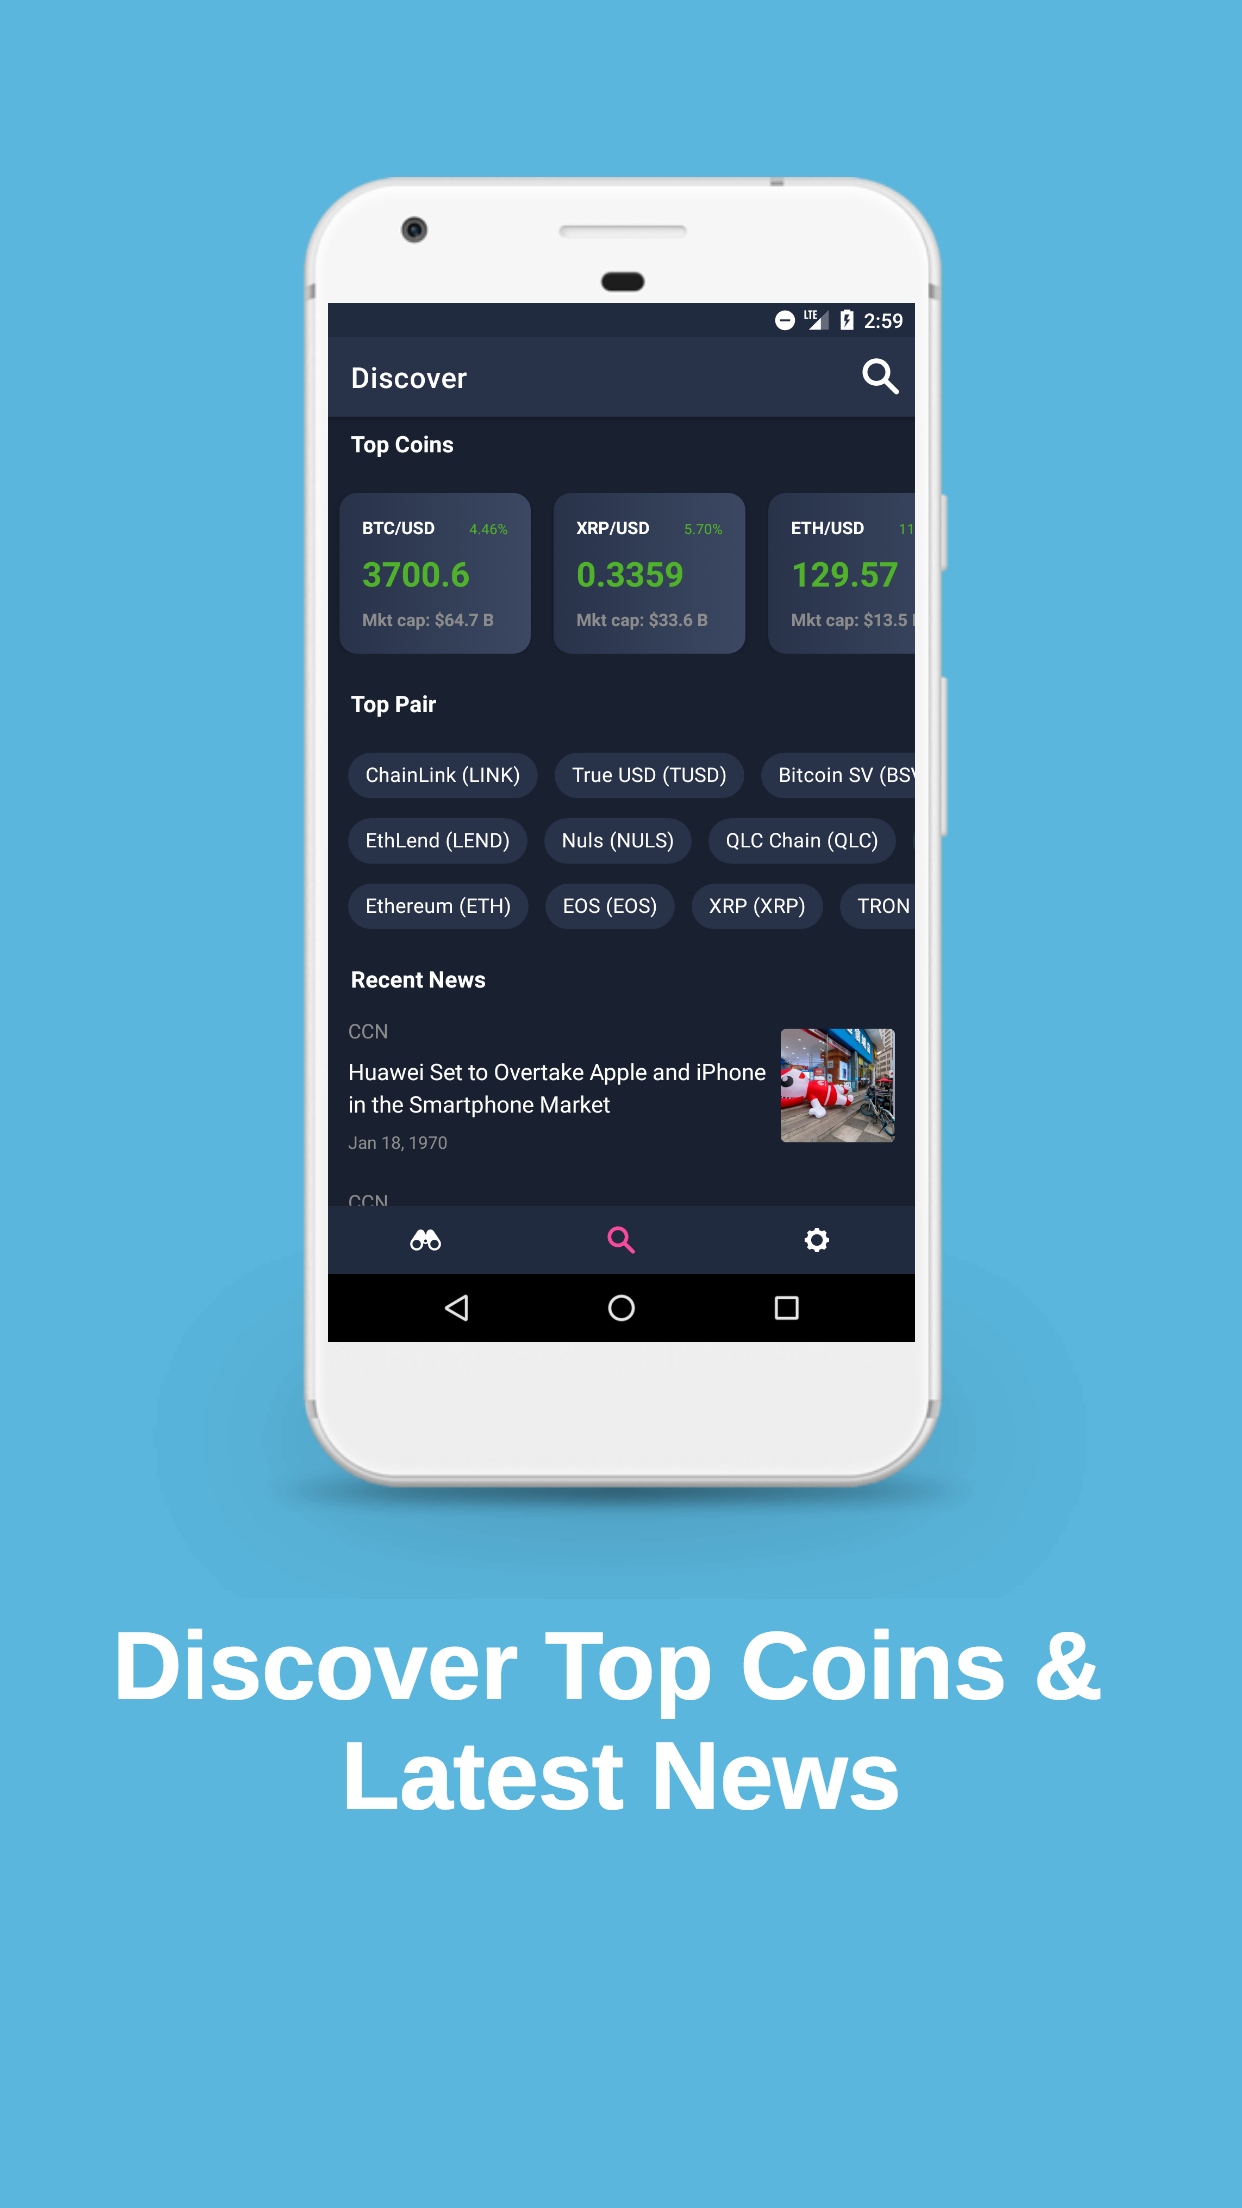 LTE 2:59
Discover
Top Coins
BTC/USD 4.46% XRP/USD 5.70% ETH/USD 11
3700.6 0.3359 129.57
Mkt cap: $64.7 B Mkt cap: $33.6 B Mkt cap: $13.5
Top Pair
ChainLink (LINK) True USD (TUSD) Bitcoin SV (BSV
EthLend (LEND) Nuls (NULS) QLC Chain (QLC)
Ethereum (ETH) EOS (EOS) XRP (XRP) TRON
Recent News
CCN
Huawei Set to Overtake Apple and iPhone
in the Smartphone Market
Jan 18, 1970
CCN
Discover Top Coins &
Latest News